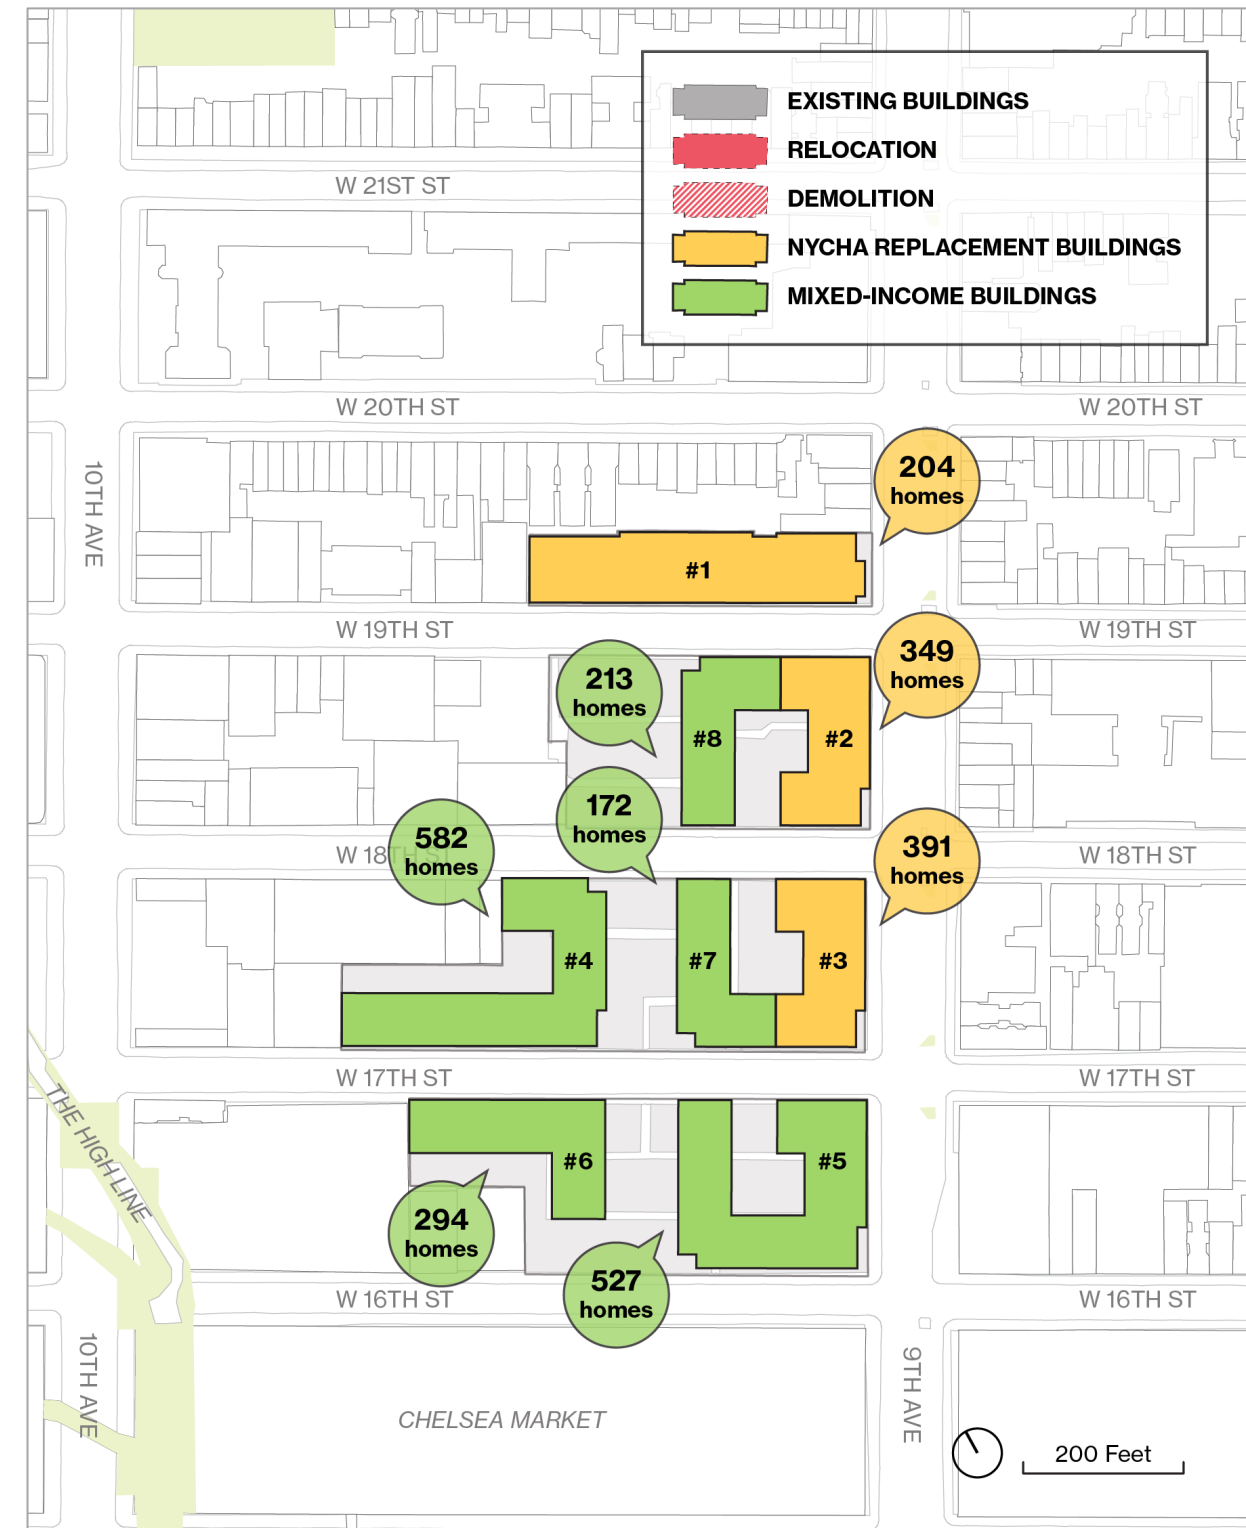 EXISTING BUILDINGS
RELOCATION
DEMOLITION
NYCHA REPLACEMENT BUILDINGS
MIXED-INCOME BUILDINGS
W 21ST ST
W 20TH ST
W 20TH ST
10TH AVE
204
homes
#1
W 19TH ST
W 19TH ST
213
homes
349
homes
#8
#2
172
homes
582
homes
391
homes
W 18TH ST
W 18TH ST
#4
#7
#3
W 17TH ST
W 17TH ST
THE HIGH LINE
#6
#5
294
homes
527
homes
W 16TH ST
W 16TH ST
10TH AVE
9TH AVE
CHELSEA MARKET
200 Feet